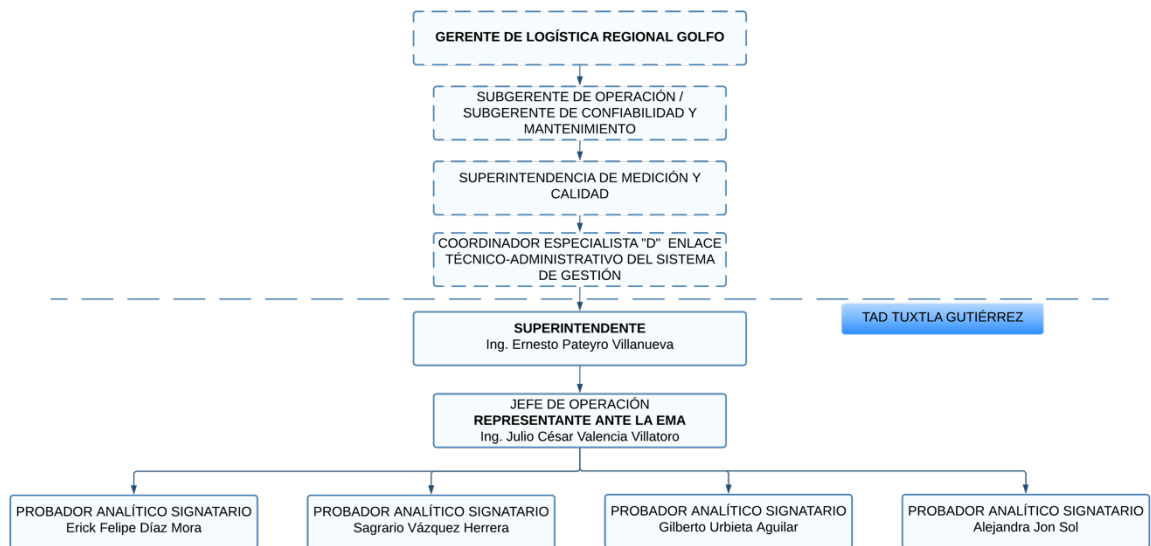 GERENTE DE LOGÍSTICA REGIONAL GOLFO
SUBGERENTE DE OPERACIÓN /
SUBGERENTE DE CONFIABILIDAD Y
MANTENIMIENTO
SUPERINTENDENCIA DE MEDICIÓN Y
CALIDAD
COORDINADOR ESPECIALISTA "D" ENLACE
TÉCNICO-ADMINISTRATIVO DEL SISTEMA
DE GESTIÓN
TAD TUXTLA GUTIÉRREZ
SUPERINTENDENTE
Ing. Ernesto Pateyro Villanueva
JEFE DE OPERACIÓN
REPRESENTANTE ANTE LA EMA
Ing. Julio César Valencia Villatoro
PROBADOR ANALÍTICO SIGNATARIO
Erick Felipe Díaz Mora
PROBADOR ANALÍTICO SIGNATARIO
Sagrario Vázquez Herrera
PROBADOR ANALÍTICO SIGNATARIO
Gilberto Urbieta Aguilar
PROBADOR ANALÍTICO SIGNATARIO
Alejandra Jon Sol